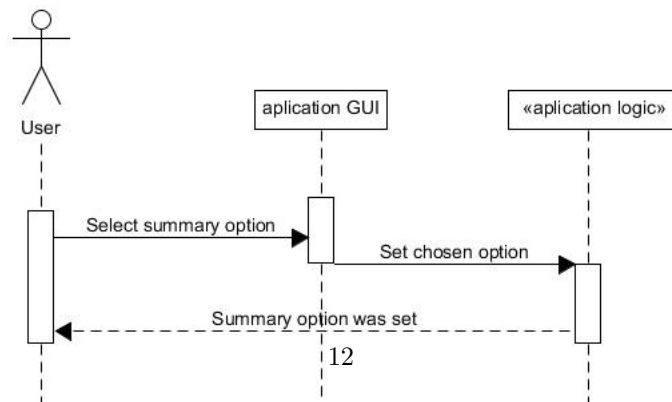 aplication GUI
«aplication logic»
User
Select summary option
Set chosen option
Summary option was set
12